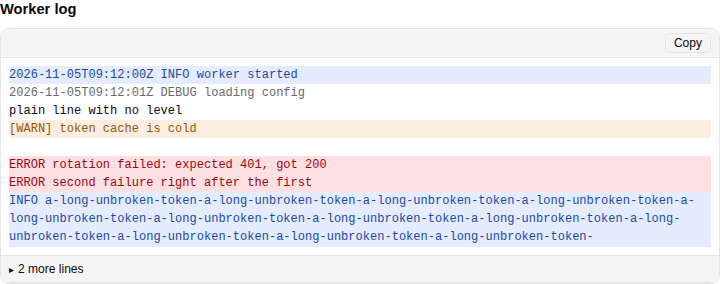 Worker log
Copy
2026-11-05T09:12:00Z INFO worker started
2026-11-05T09:12:01Z DEBUG loading config
plain line with no level
[WARN] token cache is cold
ERROR rotation failed: expected 401, got 200
ERROR second failure right after the first
INFO a-long-unbroken-token-a-long-unbroken-token-a-long-unbroken-token-a-long-unbroken-token-a-
long-unbroken-token-a-long-unbroken-token-a-long-unbroken-token-a-long-unbroken-token-a-long-
unbroken-token-a-long-unbroken-token-a-long-unbroken-token-a-long-unbroken-token-
▸ 2 more lines